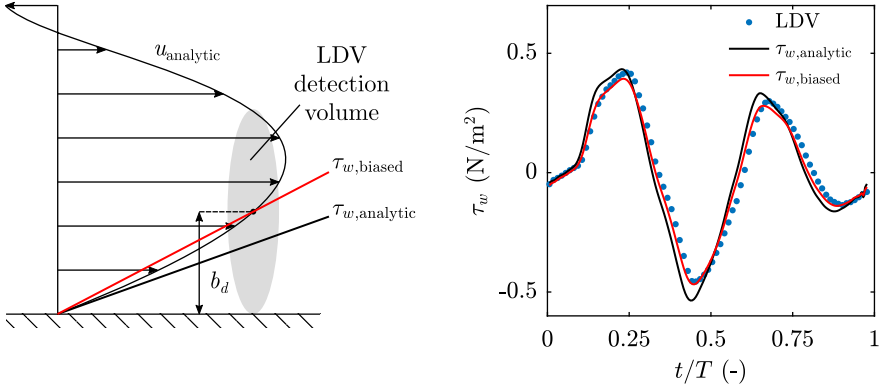 u_analytic
LDV
detection
volume
τ_w,biased
τ_w,analytic
b_d
LDV
τ_w,analytic
τ_w,biased
τ_w (N/m²)
0.5
0
-0.5
0
0.25
0.5
0.75
1
t/T (-)